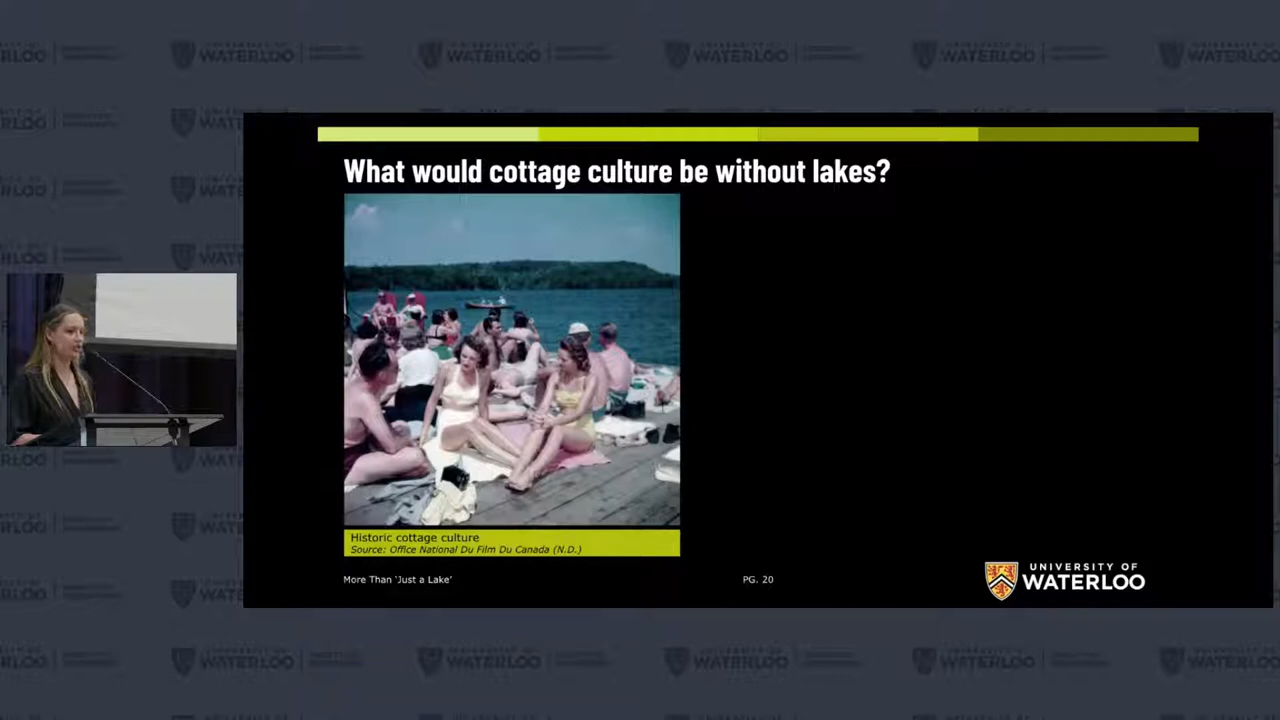 What would cottage culture be without lakes?
Historic cottage culture
Source: Office National Du Film Du Canada (N.D.)
More Than ‘Just a Lake’
PG. 20
UNIVERSITY OF
WATERLOO